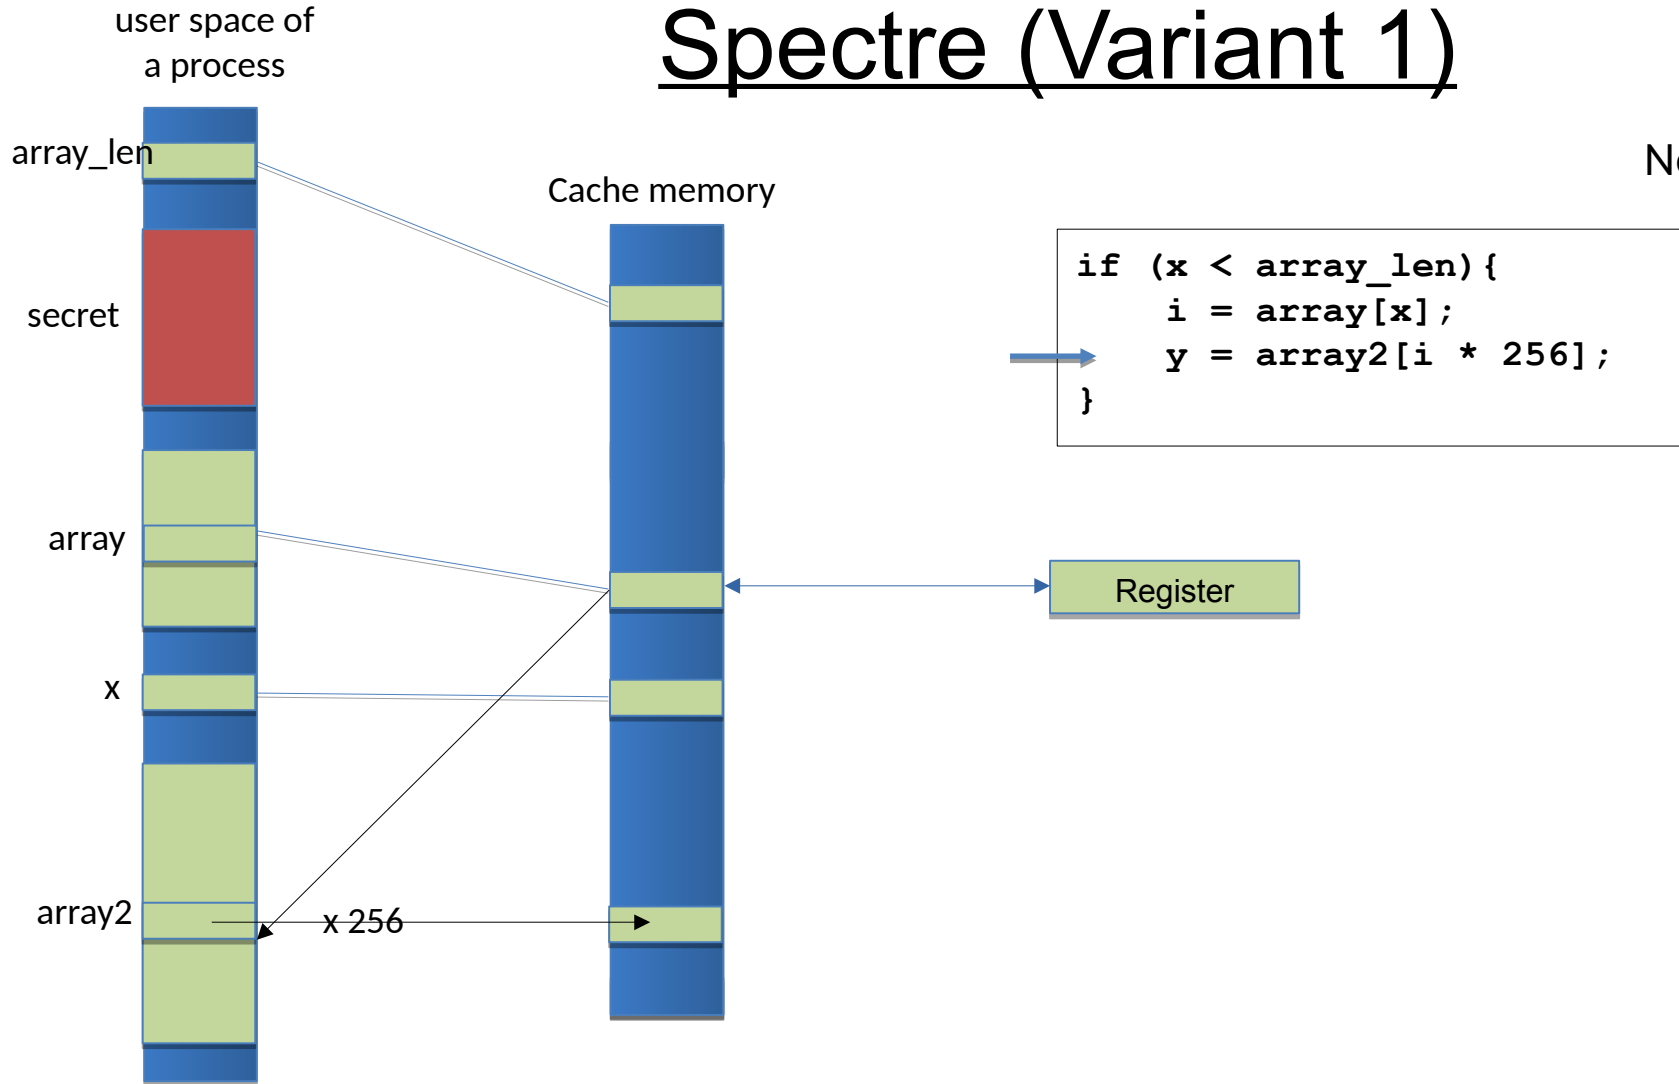 user space of
a process
Spectre (Variant 1)
array_len
Cache memory
if (x < array_len){
i = array[x];
y = array2[i * 256];
}
secret
array
Register
x
array2
x 256